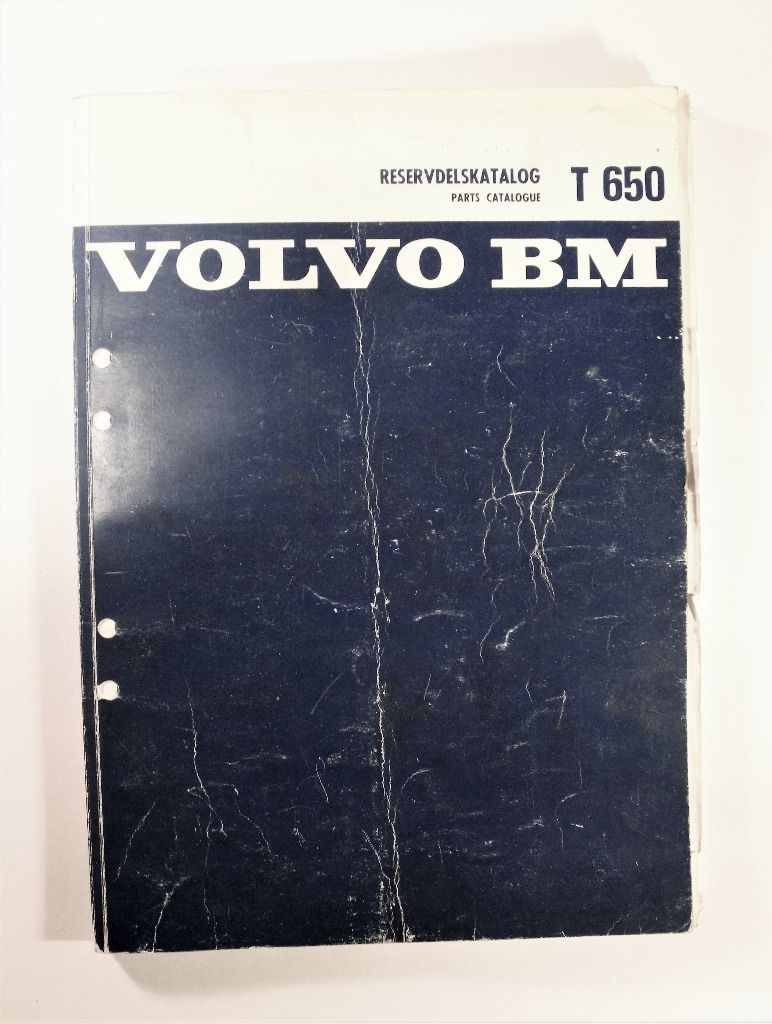 RESERVDELSKATALOG T 650
PARTS CATALOGUE
VOLVO BM